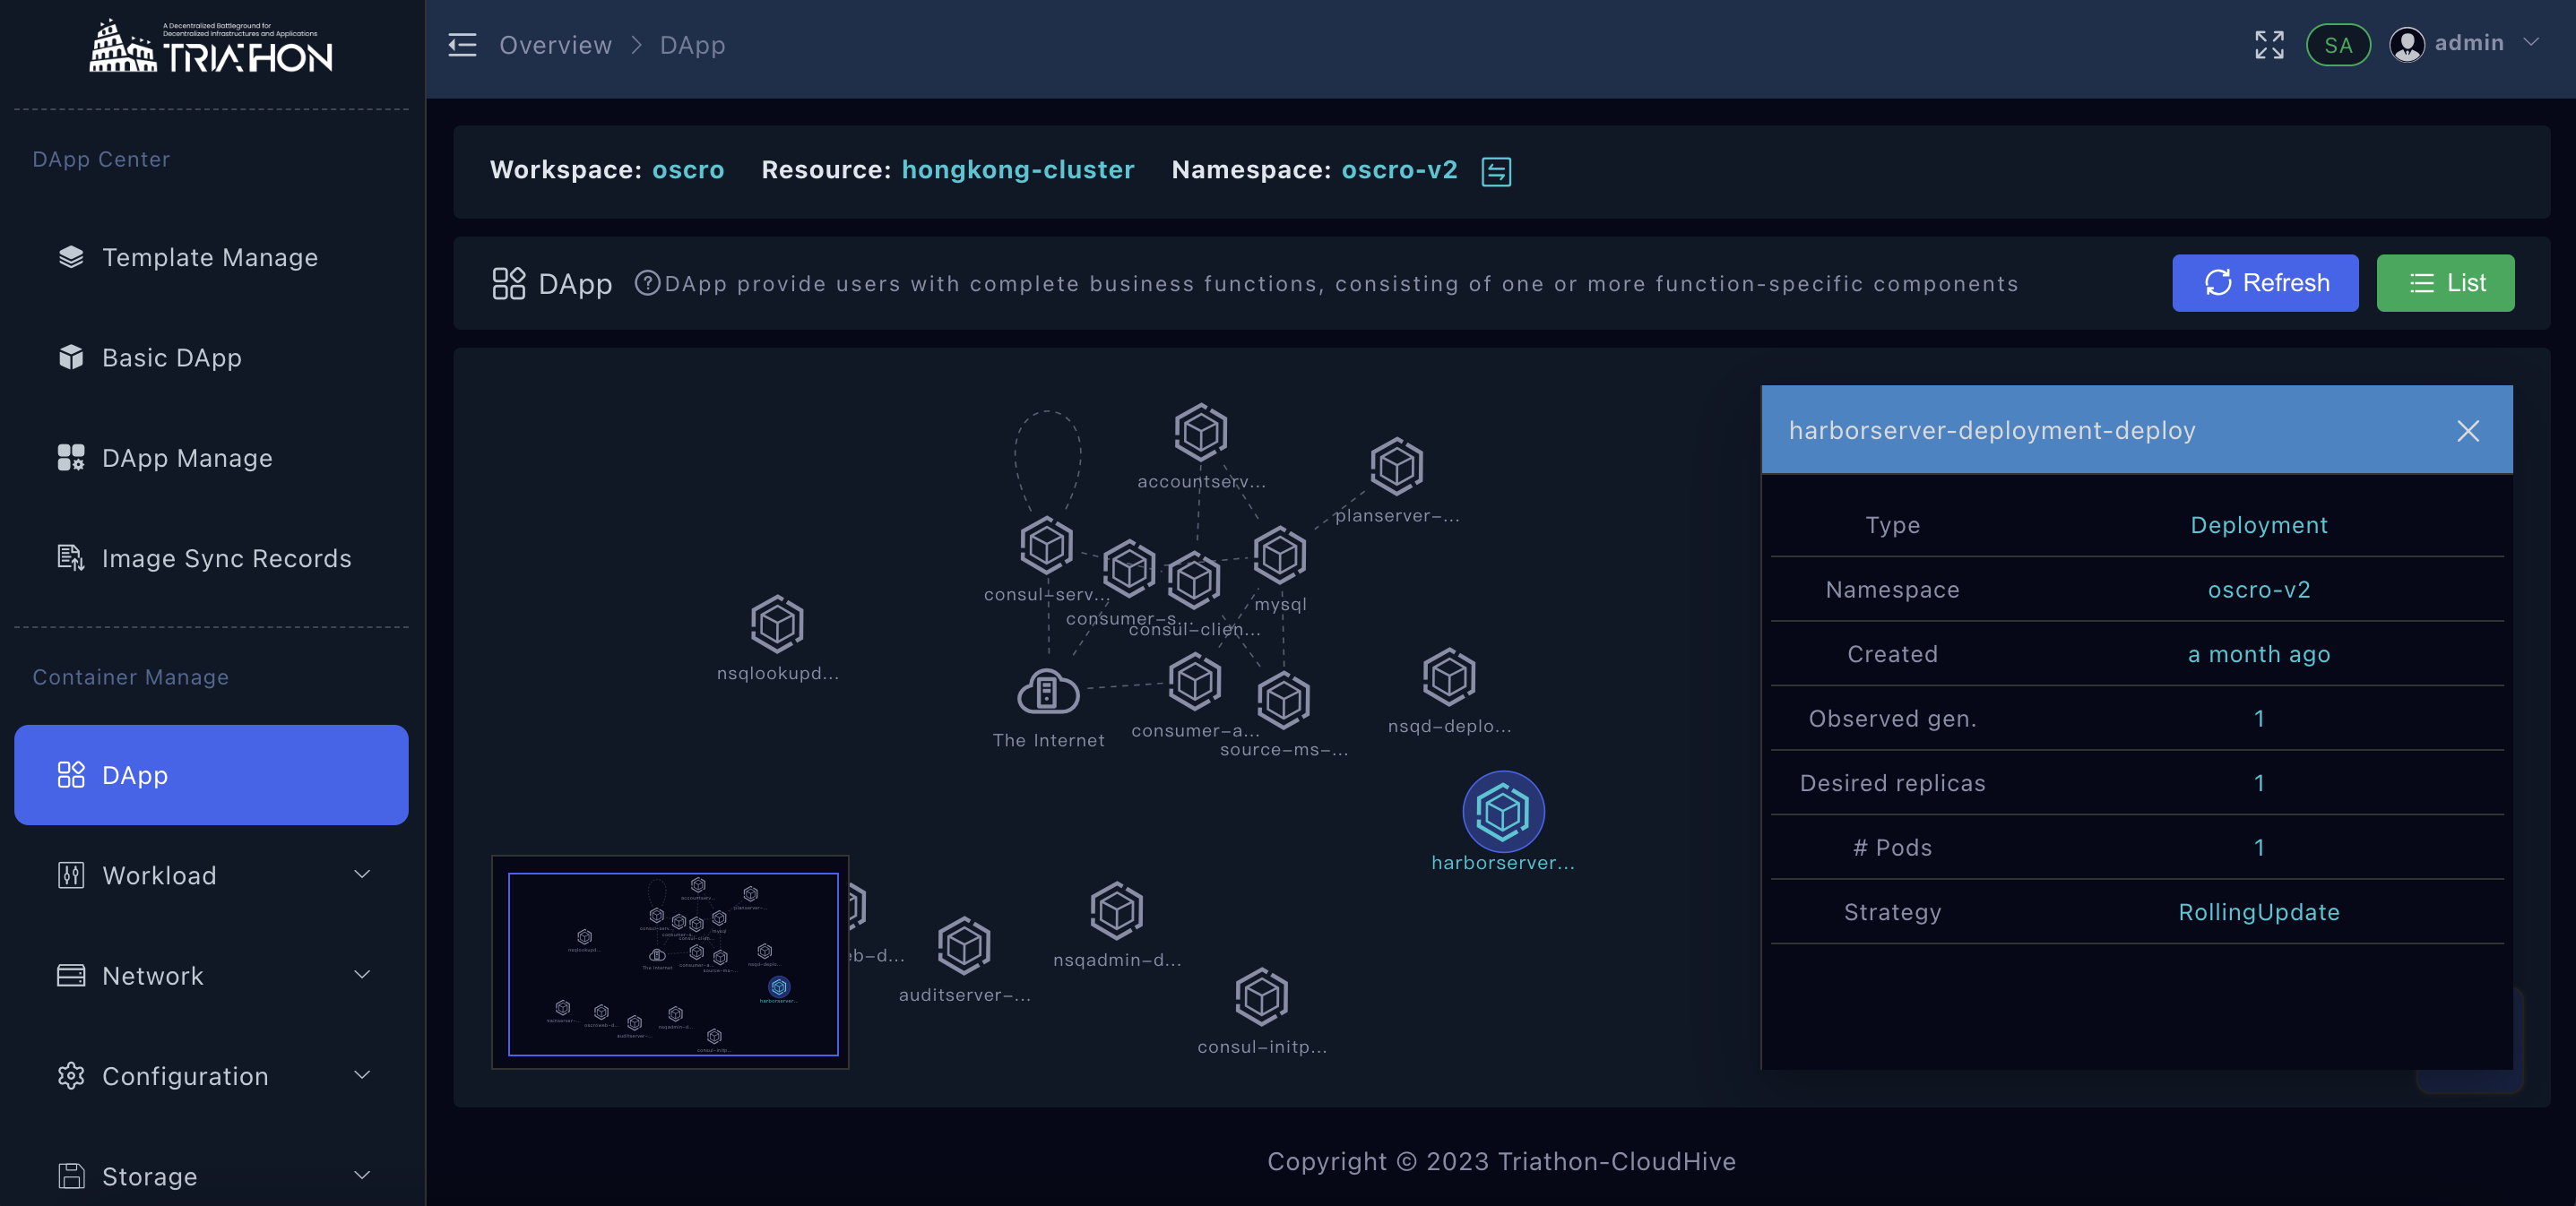 A Decentralized Battleground for
Decentralized Infrastructures and Applications
TRIATHON
DApp Center
Template Manage
Basic DApp
DApp Manage
Image Sync Records
Container Manage
DApp
Workload
Network
Configuration
Storage
Overview > DApp
SA
admin
Workspace: oscro Resource: hongkong-cluster Namespace: oscro-v2
DApp
DApp provide users with complete business functions, consisting of one or more function-specific components
Refresh
List
accountserv...
planserver-...
consul-serv...
consumer-s...
consul-clien...
mysql
nsqlookupd...
The Internet
consumer-a...
source-ms-...
nsqd-deplo...
harborserver...
eb-d...
auditserver-...
nsqadmin-d...
consul-initp...
harborserver-deployment-deploy
Type Deployment
Namespace oscro-v2
Created a month ago
Observed gen. 1
Desired replicas 1
# Pods 1
Strategy RollingUpdate
Copyright © 2023 Triathon-CloudHive